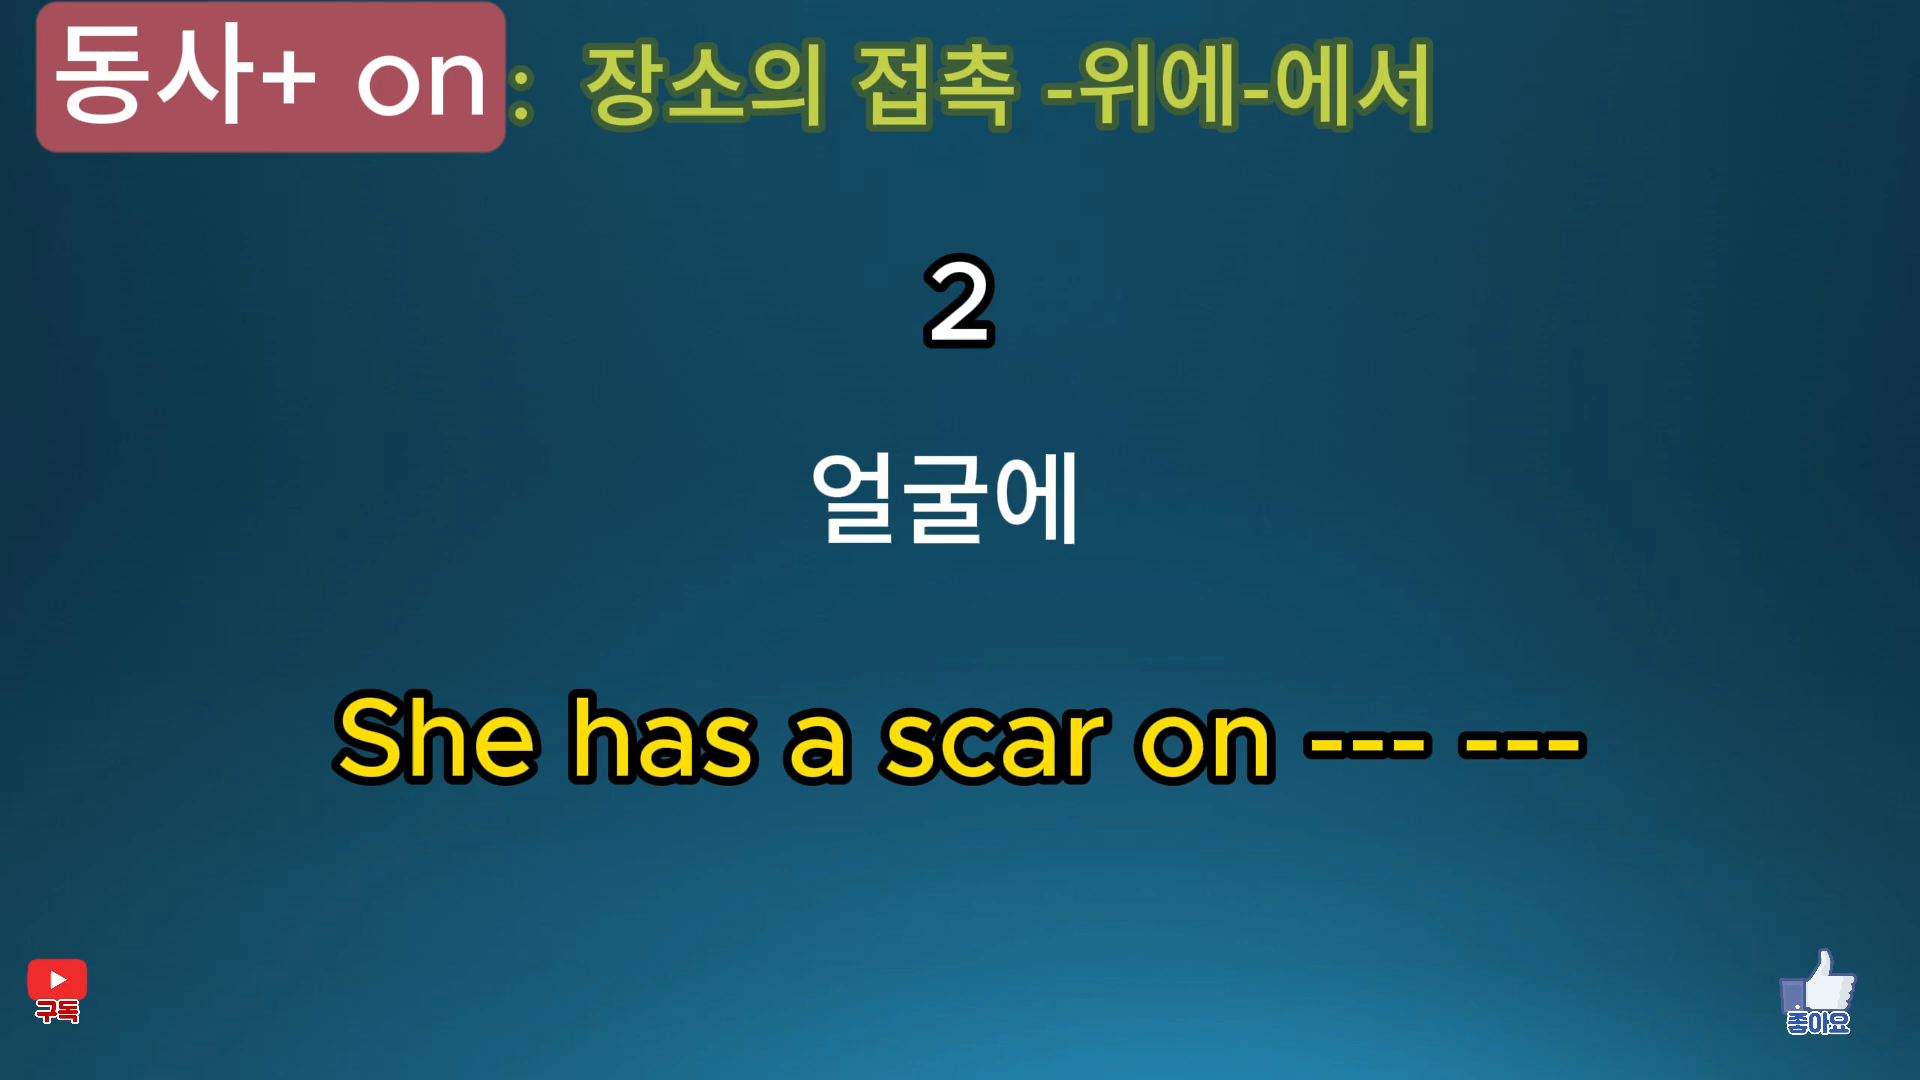 동사+ on : 장소의 접촉 -위에-에서
2
얼굴에
She has a scar on --- ---
구독
좋아요